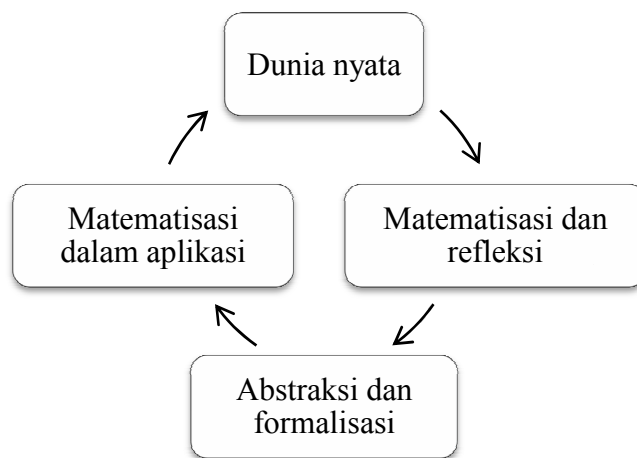 Dunia nyata
Matematisasi dan
refleksi
Abstraksi dan
formalisasi
Matematisasi
dalam aplikasi